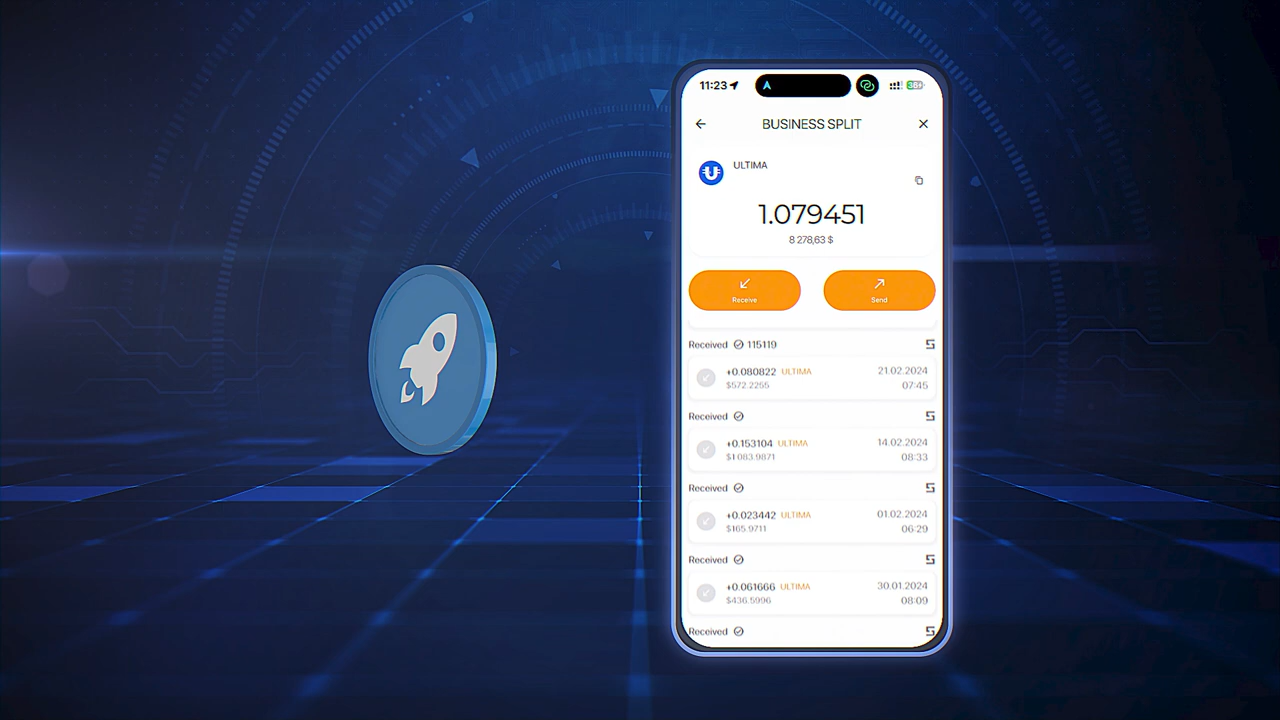 11:23
BUSINESS SPLIT
ULTIMA
1.079451
8 278,63 $
Receive
Send
Received 115119
+0.080822 ULTIMA
21.02.2024
$572.2255
07:45
Received
+0.153104 ULTIMA
14.02.2024
$1 083.9871
08:33
Received
+0.023442 ULTIMA
01.02.2024
$165.9711
06:29
Received
+0.061666 ULTIMA
30.01.2024
$436.5996
08:09
Received